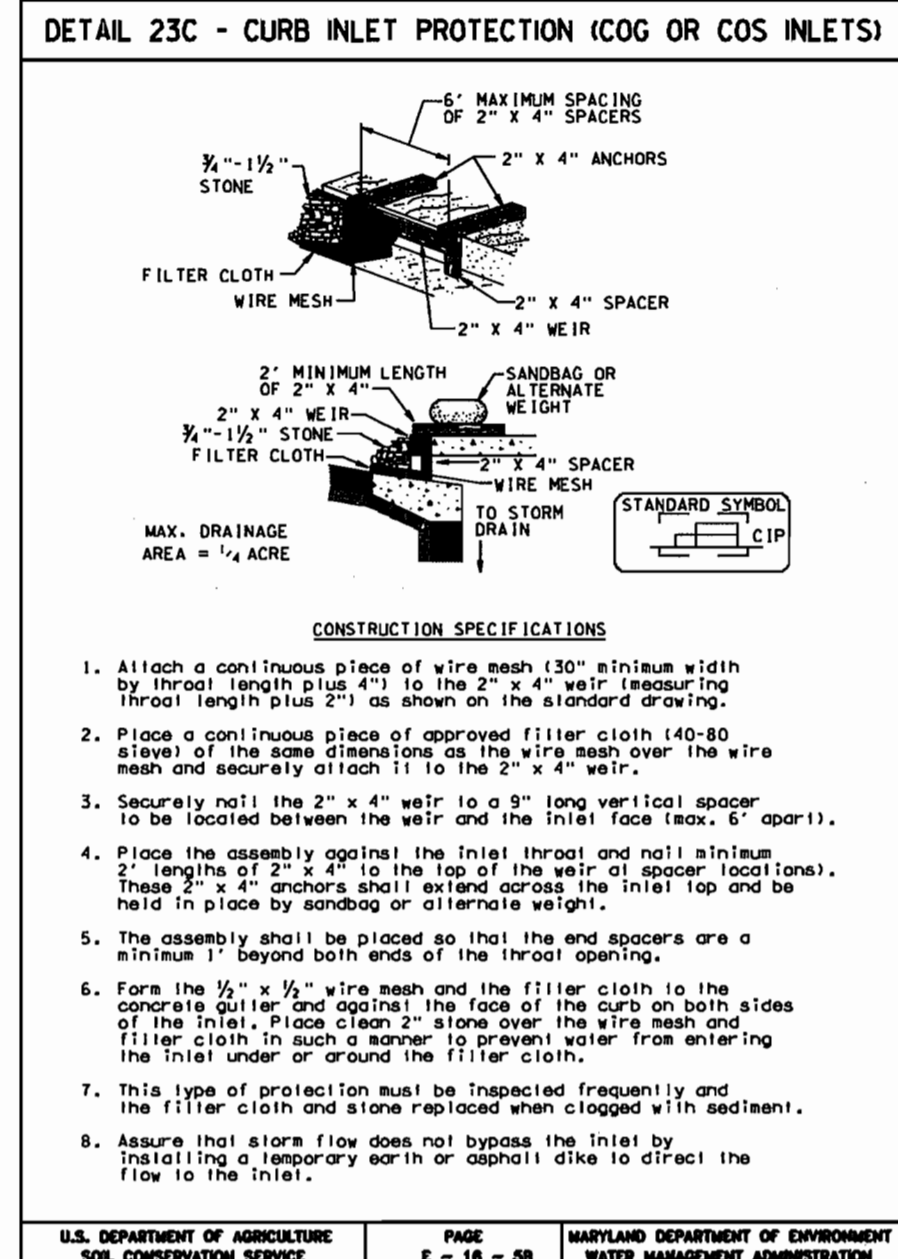 DETAIL 23C - CURB INLET PROTECTION (COG OR COS INLETS)
6' MAXIMUM SPACING
OF 2" X 4" SPACERS
2" X 4" ANCHORS
3/4"-1 1/2"
STONE
FILTER CLOTH
WIRE MESH
2" X 4" SPACER
2" X 4" WEIR
2' MINIMUM LENGTH
OF 2" X 4"
SANDBAG OR
ALTERNATE
WEIGHT
2" X 4" WEIR
3/4"-1 1/2" STONE
FILTER CLOTH
2" X 4" SPACER
WIRE MESH
TO STORM
DRAIN
MAX. DRAINAGE
AREA = 1/4 ACRE
STANDARD SYMBOL
CIP
CONSTRUCTION SPECIFICATIONS
1. Attach a continuous piece of wire mesh (30" minimum width
by throat length plus 4") to the 2" x 4" weir (measuring
throat length plus 2") as shown on the standard drawing.
2. Place a continuous piece of approved filter cloth (40-80
sieve) of the same dimensions as the wire mesh over the wire
mesh and securely attach it to the 2" x 4" weir.
3. Securely nail the 2" x 4" weir to a 9" long vertical spacer
to be located between the weir and the inlet face (max. 6' apart).
4. Place the assembly against the inlet throat and nail minimum
2' lengths of 2" x 4" to the top of the weir at spacer locations).
These 2" x 4" anchors shall extend across the inlet top and be
held in place by sandbag or alternate weight.
5. The assembly shall be placed so that the end spacers are a
minimum 1' beyond both ends of the throat opening.
6. Form the 1/2" x 1/2" wire mesh and the filter cloth to the
concrete gutter and against the face of the curb on both sides
of the inlet. Place clean 2" stone over the wire mesh and
filter cloth in such a manner to prevent water from entering
the inlet under or around the filter cloth.
7. This type of protection must be inspected frequently and
the filter cloth and stone replaced when clogged with sediment.
8. Assure that storm flow does not bypass the inlet by
installing a temporary earth or asphalt dike to direct the
flow to the inlet.
U.S. DEPARTMENT OF AGRICULTURE
SOIL CONSERVATION SERVICE
PAGE
E - 16 - 5B
MARYLAND DEPARTMENT OF ENVIRONMENT
WATER MANAGEMENT ADMINISTRATION